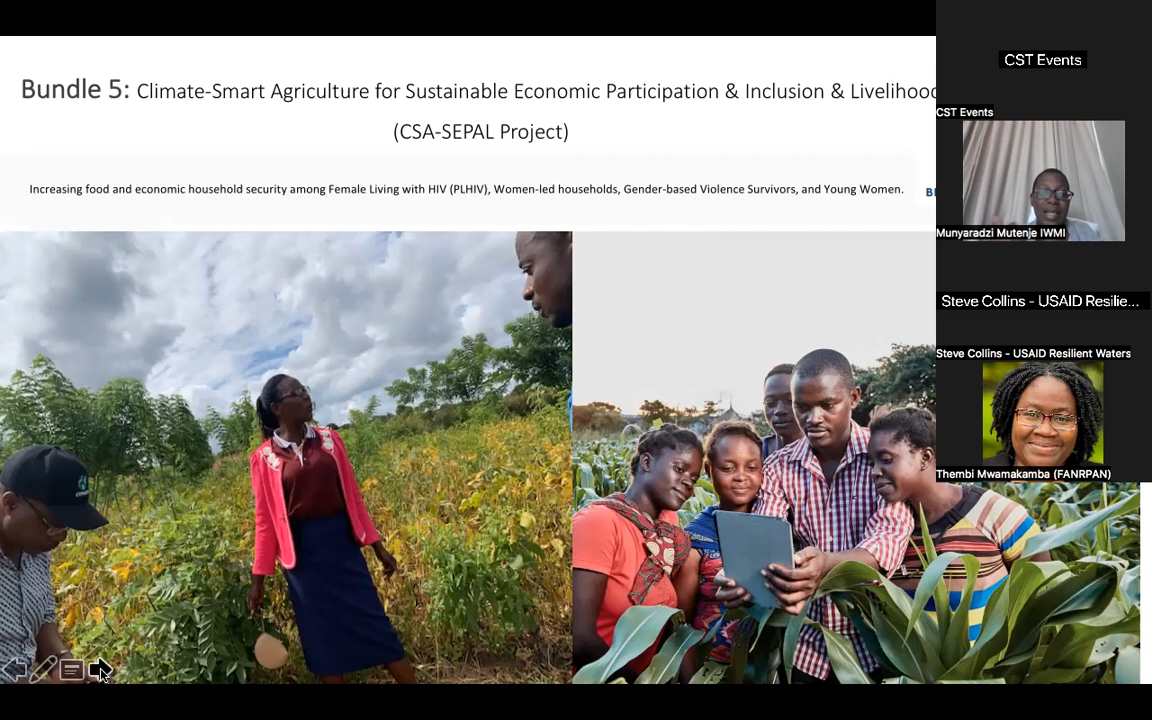 Bundle 5: Climate-Smart Agriculture for Sustainable Economic Participation & Inclusion & Livelihood
(CSA-SEPAL Project)
Increasing food and economic household security among Female Living with HIV (PLHIV), Women-led households, Gender-based Violence Survivors, and Young Women.
CST Events
CST Events
Munyaradzi Mutenje IWMI
Steve Collins - USAID Resilie...
Steve Collins - USAID Resilient Waters
Thembi Mwamakamba (FANRPAN)